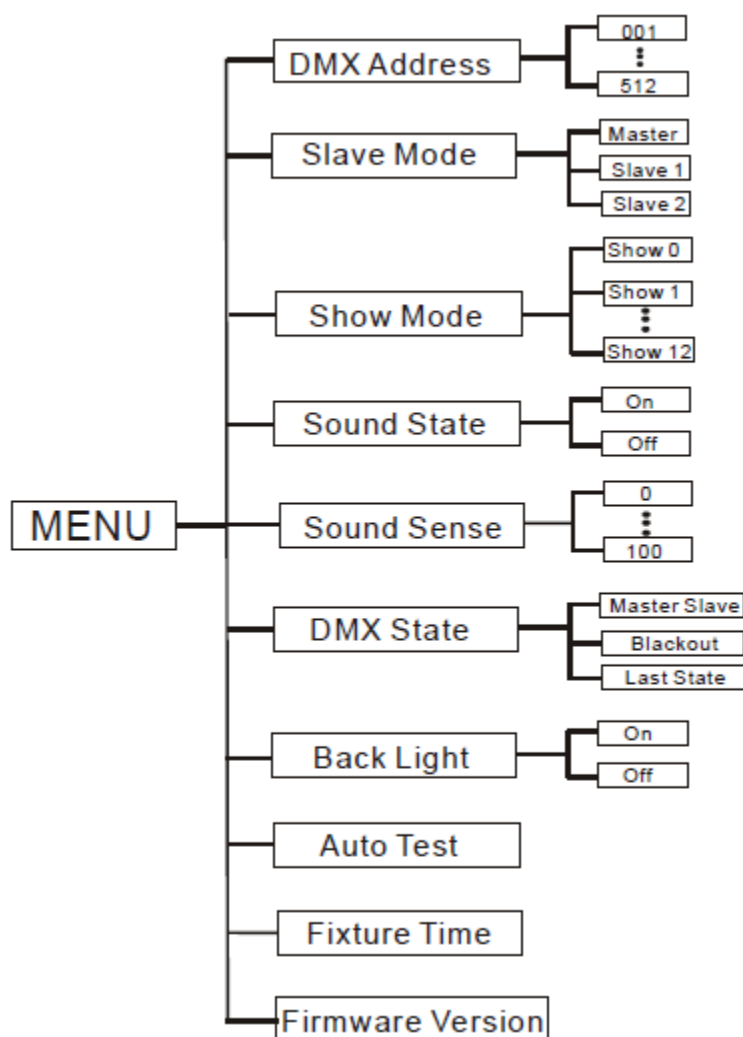 MENU
DMX Address
001
512
Slave Mode
Master
Slave 1
Slave 2
Show Mode
Show 0
Show 1
Show 12
Sound State
On
Off
Sound Sense
0
100
DMX State
Master Slave
Blackout
Last State
Back Light
On
Off
Auto Test
Fixture Time
Firmware Version